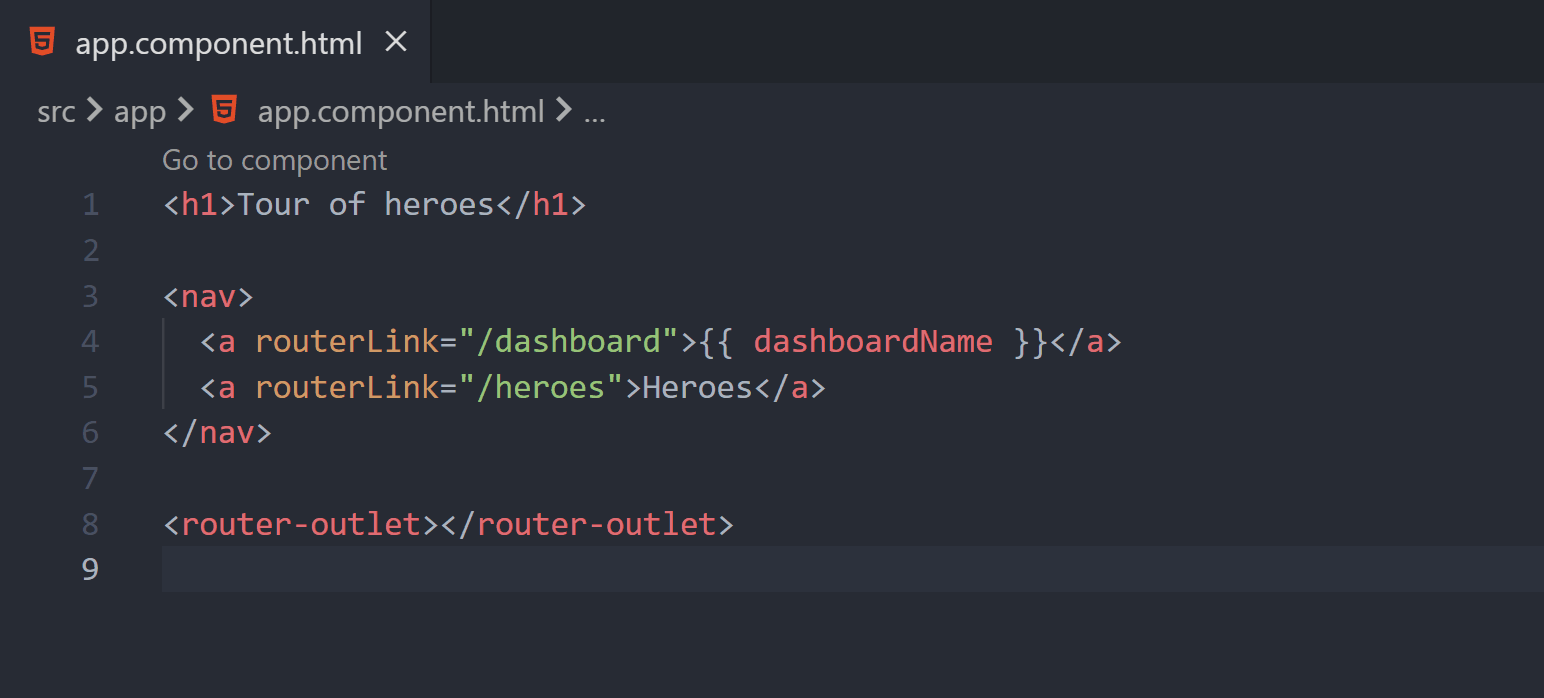 app.component.html ×
src > app > app.component.html > ...
Go to component
1 <h1>Tour of heroes</h1>
2
3 <nav>
4   <a routerLink="/dashboard">{{ dashboardName }}</a>
5   <a routerLink="/heroes">Heroes</a>
6 </nav>
7
8 <router-outlet></router-outlet>
9